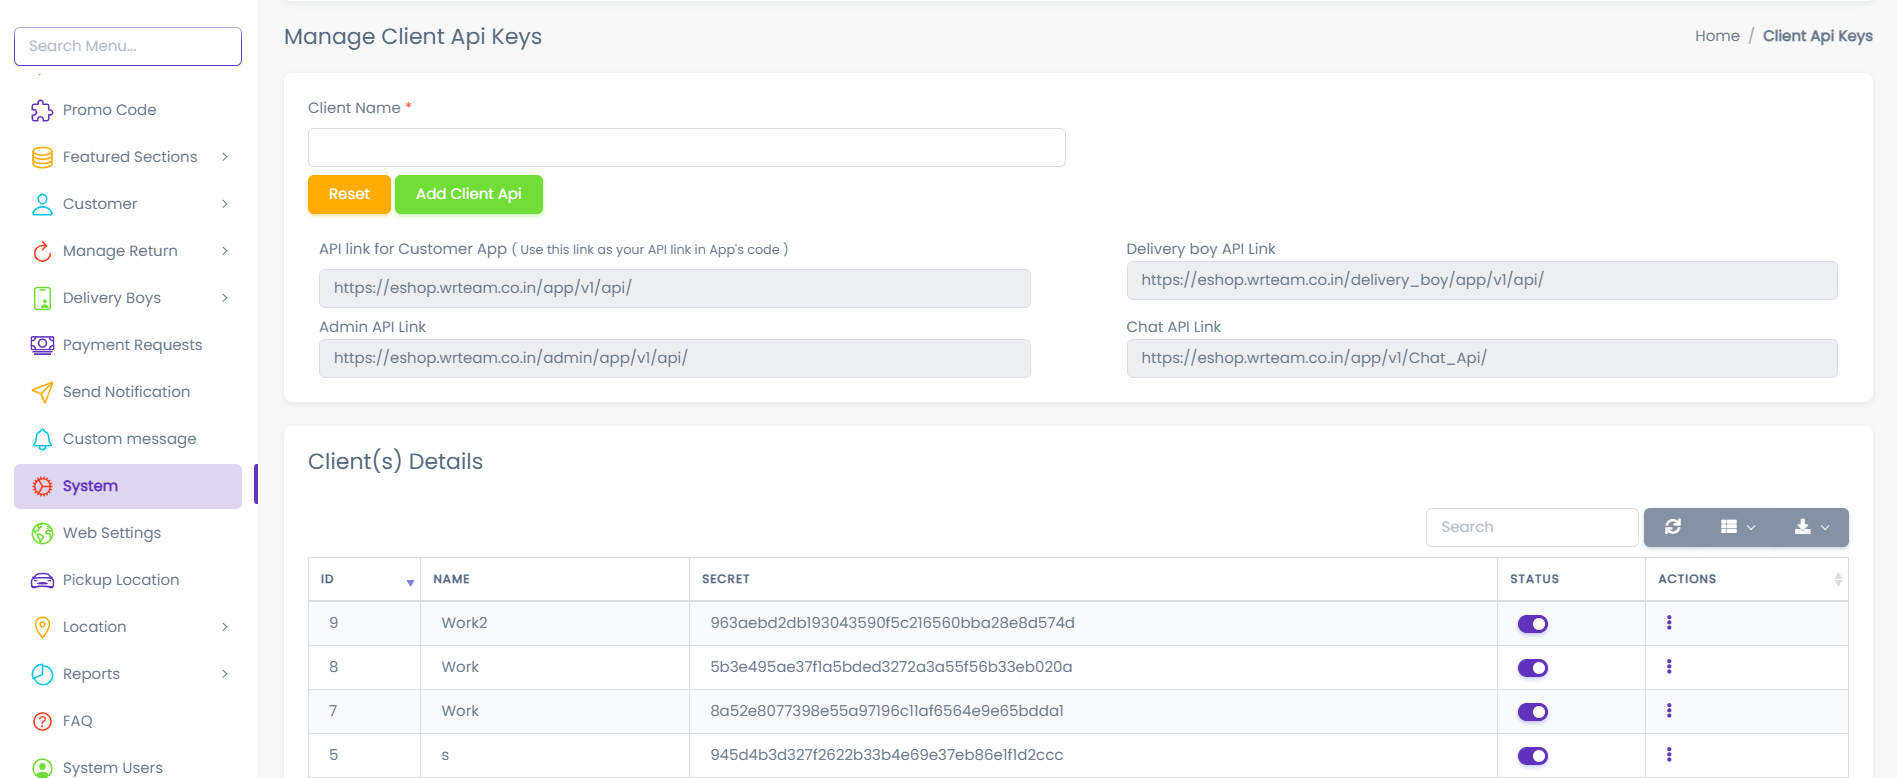 Search Menu...
Promo Code
Featured Sections
Customer
Manage Return
Delivery Boys
Payment Requests
Send Notification
Custom message
System
Web Settings
Pickup Location
Location
Reports
FAQ
System Users
Manage Client Api Keys
Home / Client Api Keys
Client Name *
Reset Add Client Api
API link for Customer App ( Use this link as your API link in App's code )
https://eshop.wrteam.co.in/app/v1/api/
Delivery boy API Link
https://eshop.wrteam.co.in/delivery_boy/app/v1/api/
Admin API Link
https://eshop.wrteam.co.in/admin/app/v1/api/
Chat API Link
https://eshop.wrteam.co.in/app/v1/Chat_Api/
Client(s) Details
Search
ID NAME SECRET STATUS ACTIONS
9 Work2 963aebd2db193043590f5c216560bba28e8d574d
8 Work 5b3e495ae37f1a5bded3272a3a55f56b33eb020a
7 Work 8a52e8077398e55a97196c11af6564e9e65bdda1
5 s 945d4b3d327f2622b33b4e69e37eb86e1f1d2ccc